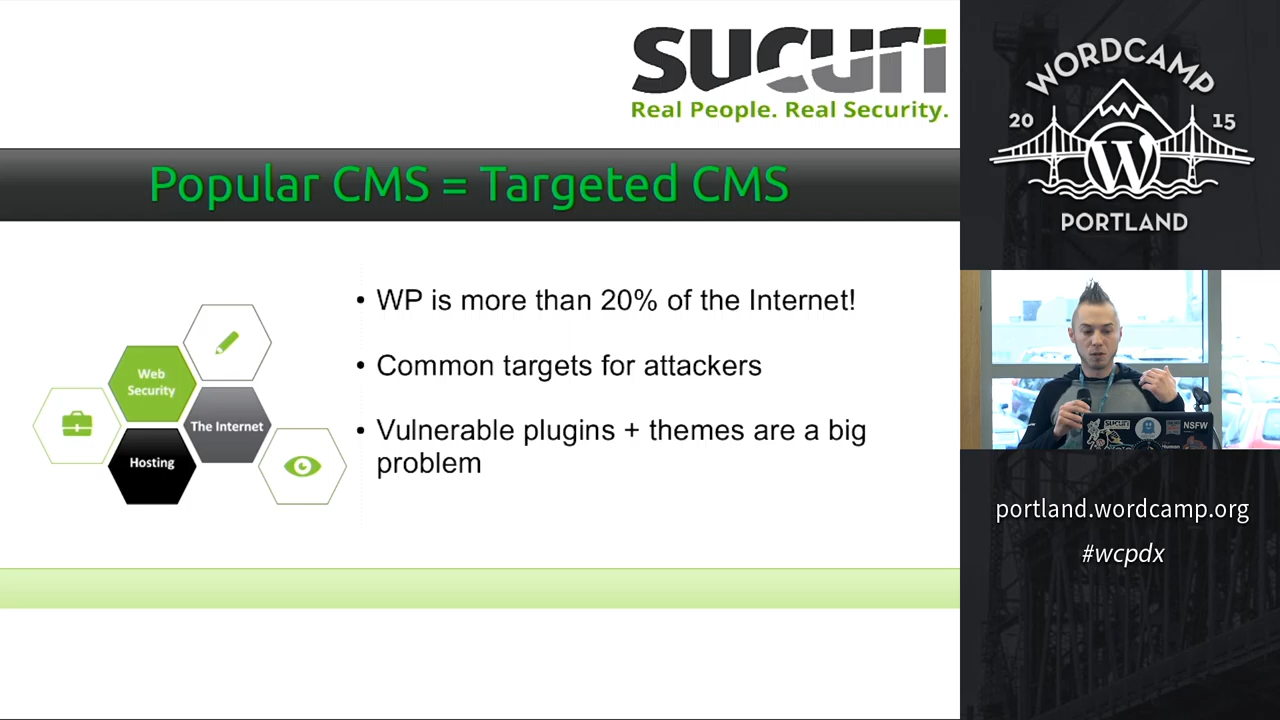 sucuri
Real People. Real Security.
Popular CMS = Targeted CMS
Web
Security
The Internet
Hosting
• WP is more than 20% of the Internet!
• Common targets for attackers
• Vulnerable plugins + themes are a big
problem
WORDCAMP
20 15
W
PORTLAND
SUCURI
NSFW
portland.wordcamp.org
#wcpdx